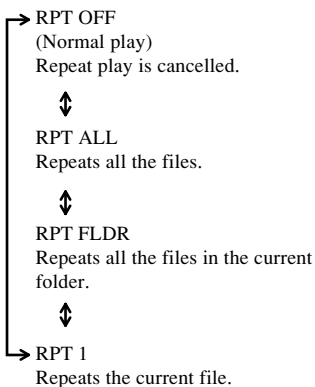 RPT OFF
(Normal play)
Repeat play is cancelled.
RPT ALL
Repeats all the files.
RPT FLDR
Repeats all the files in the current
folder.
RPT 1
Repeats the current file.